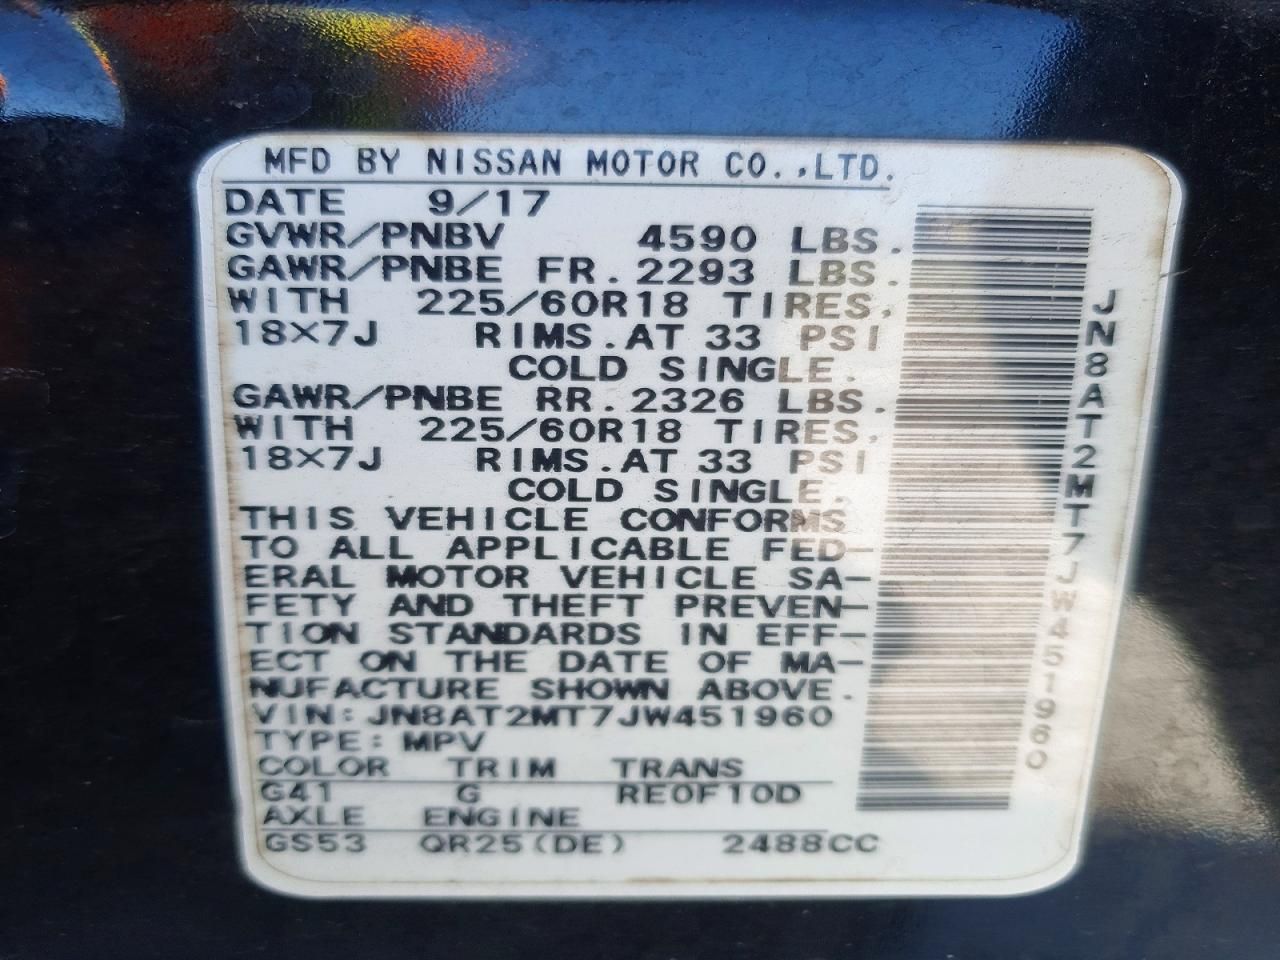 MFD BY NISSAN MOTOR CO.,LTD.
DATE 9/17
GVWR/PNBV 4590 LBS.
GAWR/PNBE FR.2293 LBS.
WITH 225/60R18 TIRES.
18X7J RIMS.AT 33 PSI
COLD SINGLE.
GAWR/PNBE RR.2326 LBS.
WITH 225/60R18 TIRES.
18X7J RIMS.AT 33 PSI
COLD SINGLE.
THIS VEHICLE CONFORMS
TO ALL APPLICABLE FED-
ERAL MOTOR VEHICLE SA-
FETY AND THEFT PREVEN-
TION STANDARDS IN EFF-
ECT ON THE DATE OF MA-
NUFACTURE SHOWN ABOVE.
VIN:JN8AT2MT7JW451960
TYPE:MPV
COLOR TRIM TRANS
G41 G RE0F10D
AXLE ENGINE
GS53 QR25(DE) 2488CC
JN8AT2MT7JW451960